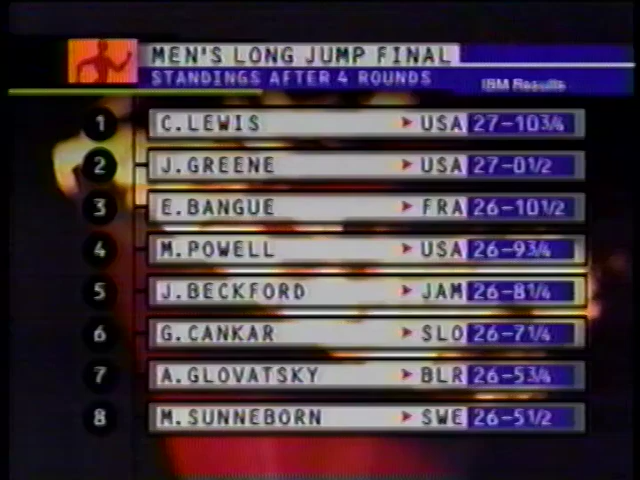 MEN'S LONG JUMP FINAL
STANDINGS AFTER 4 ROUNDS
IBM Results
1 C.LEWIS USA 27-10¾
2 J.GREENE USA 27-0½
3 E.BANGUE FRA 26-10½
4 M.POWELL USA 26-9¾
5 J.BECKFORD JAM 26-8¼
6 G.CANKAR SLO 26-7¼
7 A.GLOVATSKY BLR 26-5¾
8 M.SUNNEBORN SWE 26-5½